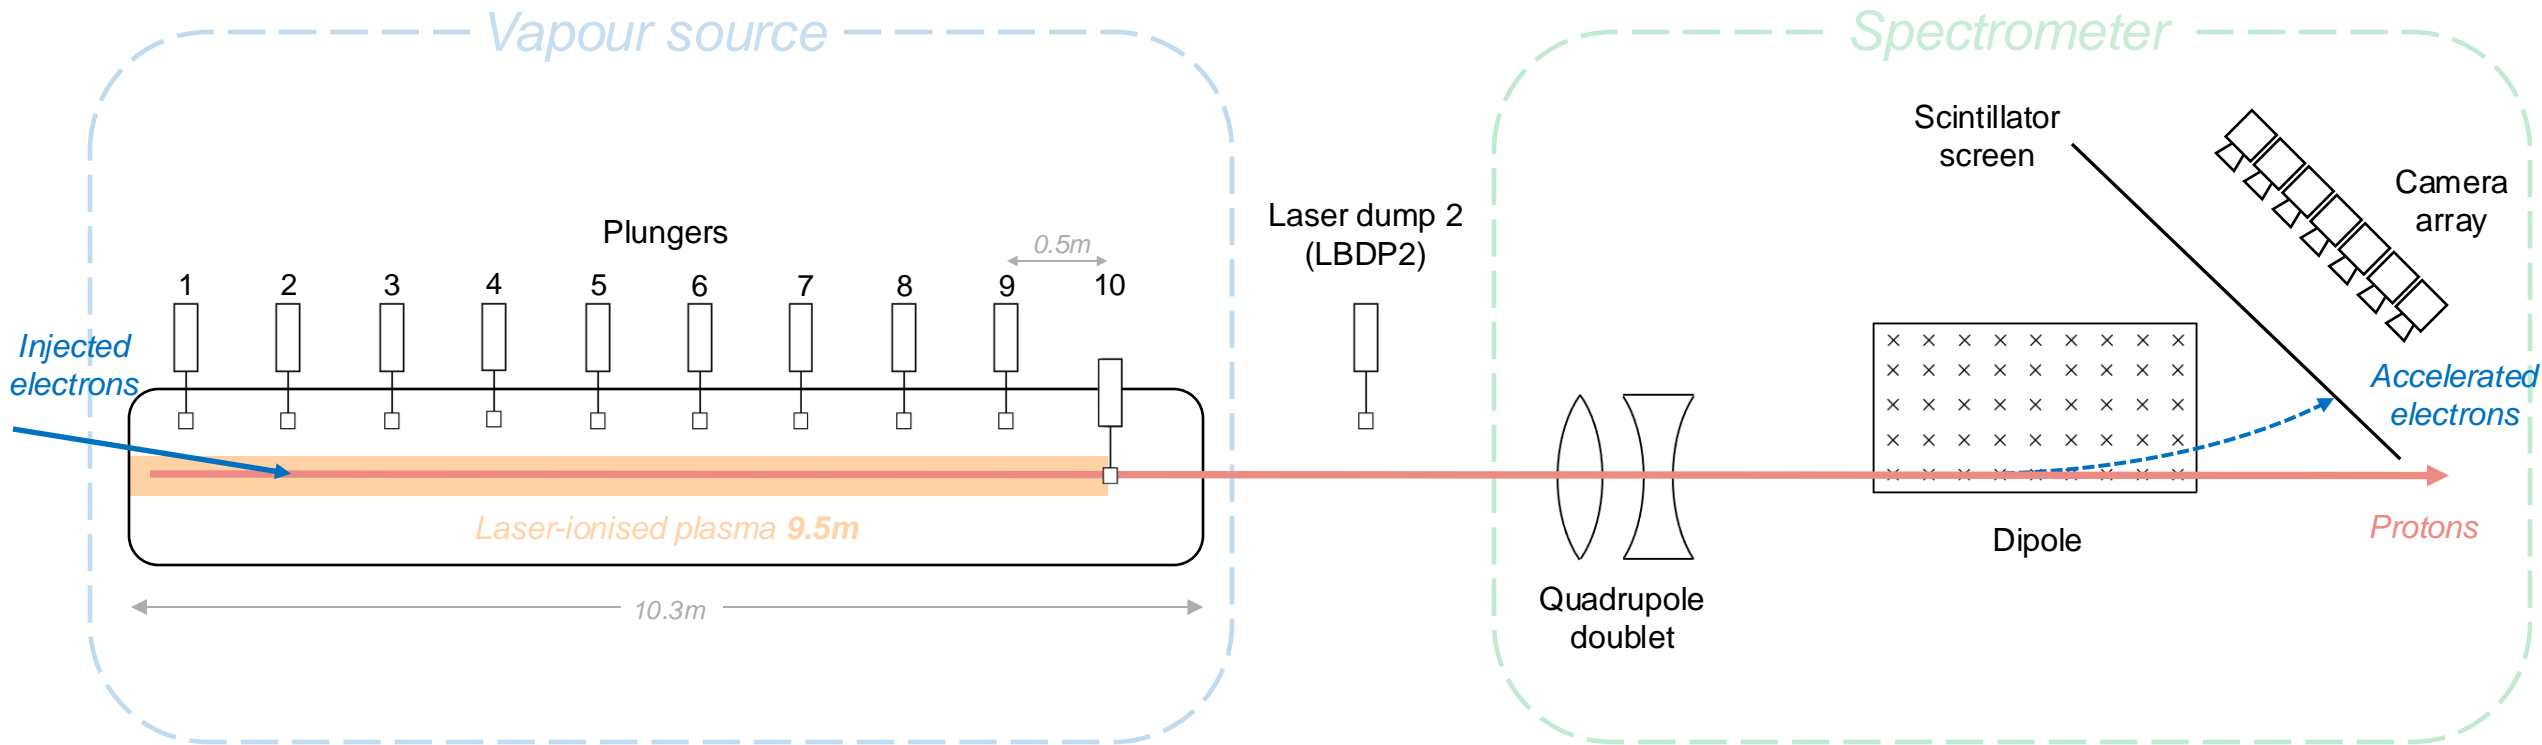 Vapour source
Spectrometer
Scintillator
screen
Camera
array
Laser dump 2
(LBDP2)
Plungers
0.5m
1 2 3 4 5 6 7 8 9 10
Injected
electrons
Accelerated
electrons
Laser-ionised plasma 9.5m
Protons
Dipole
10.3m
Quadrupole
doublet